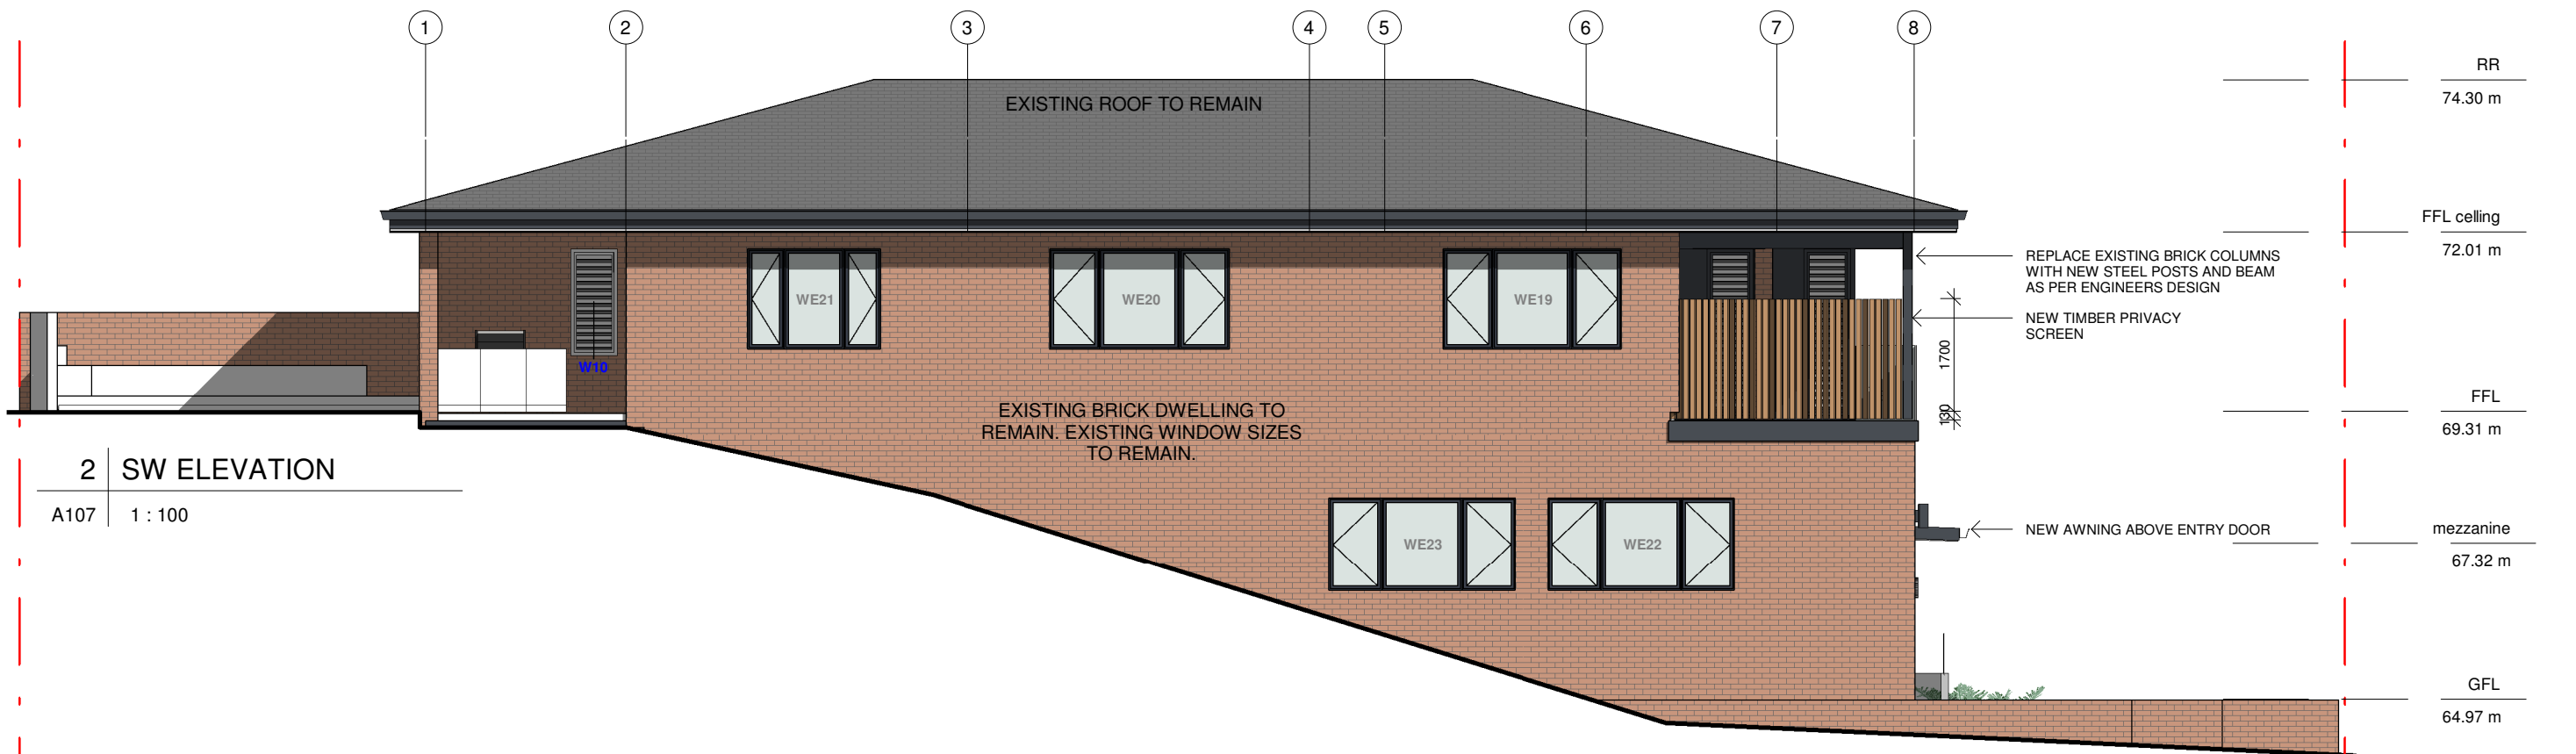 1
2
3
4
5
6
7
8
RR
74.30 m
EXISTING ROOF TO REMAIN
FFL celling
72.01 m
REPLACE EXISTING BRICK COLUMNS
WITH NEW STEEL POSTS AND BEAM
AS PER ENGINEERS DESIGN
NEW TIMBER PRIVACY
SCREEN
WE21
WE20
WE19
W10
1700
130
FFL
69.31 m
EXISTING BRICK DWELLING TO
REMAIN. EXISTING WINDOW SIZES
TO REMAIN.
2 SW ELEVATION
A107 1 : 100
WE23
WE22
NEW AWNING ABOVE ENTRY DOOR
mezzanine
67.32 m
GFL
64.97 m